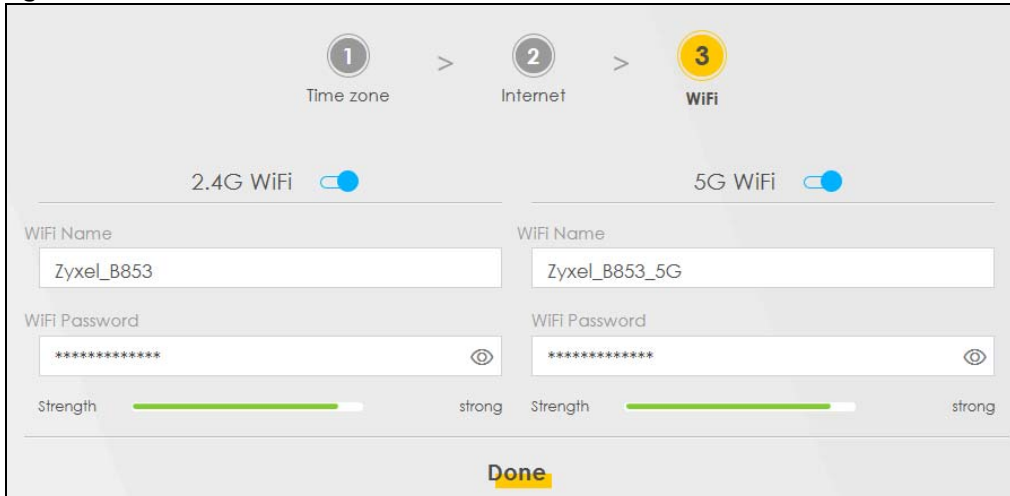 1 > 2 > 3
Time zone Internet WiFi
2.4G WiFi 5G WiFi
WiFi Name WiFi Name
Zyxel_B853 Zyxel_B853_5G
WiFi Password WiFi Password
************* *************
Strength strong Strength strong
Done